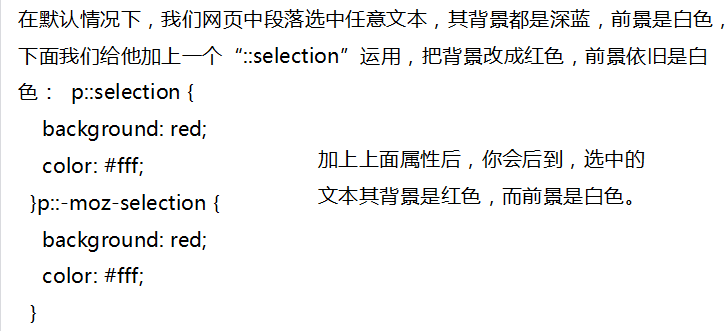 在默认情况下，我们网页中段落选中任意文本，其背景都是深蓝，前景是白色，
下面我们给他加上一个“::selection”运用，把背景改成红色，前景依旧是白
色： p::selection {
background: red;
color: #fff;
}p::-moz-selection {
background: red;
color: #fff;
}
加上上面属性后，你会后到，选中的
文本其背景是红色，而前景是白色。